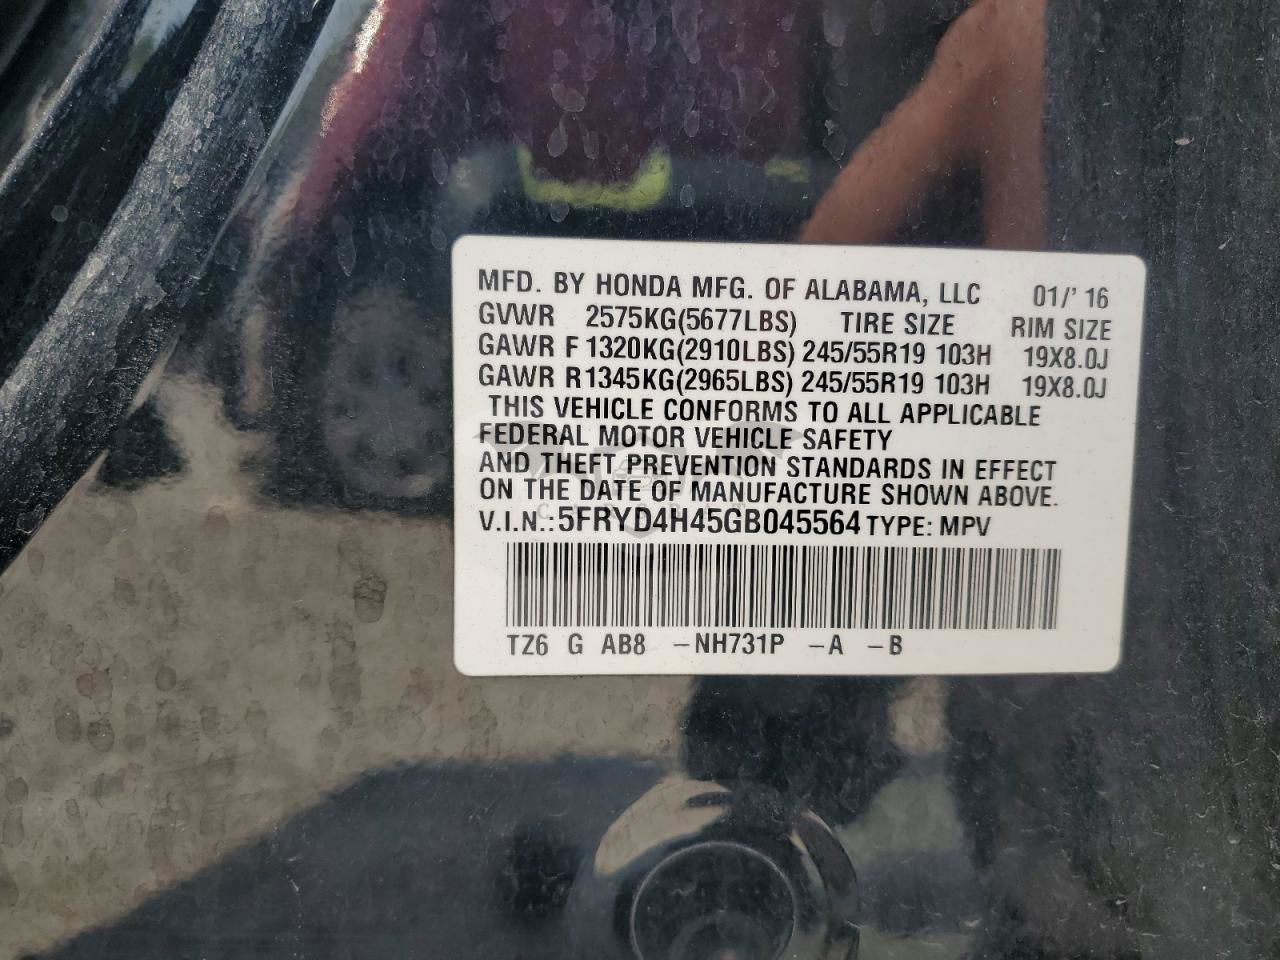 MFD. BY HONDA MFG. OF ALABAMA, LLC 01/' 16
GVWR 2575KG(5677LBS) TIRE SIZE RIM SIZE
GAWR F 1320KG(2910LBS) 245/55R19 103H 19X8.0J
GAWR R1345KG(2965LBS) 245/55R19 103H 19X8.0J
THIS VEHICLE CONFORMS TO ALL APPLICABLE
FEDERAL MOTOR VEHICLE SAFETY
AND THEFT PREVENTION STANDARDS IN EFFECT
ON THE DATE OF MANUFACTURE SHOWN ABOVE.
V.I.N.:5FRYD4H45GB045564 TYPE: MPV
TZ6 G AB8 –NH731P –A –B